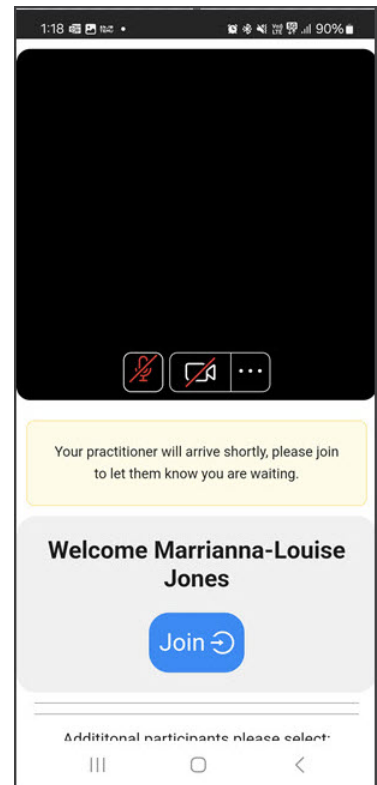 1:18
90%
Your practitioner will arrive shortly, please join
to let them know you are waiting.
Welcome Marrianna-Louise
Jones
Join
Addititonal participants please select: